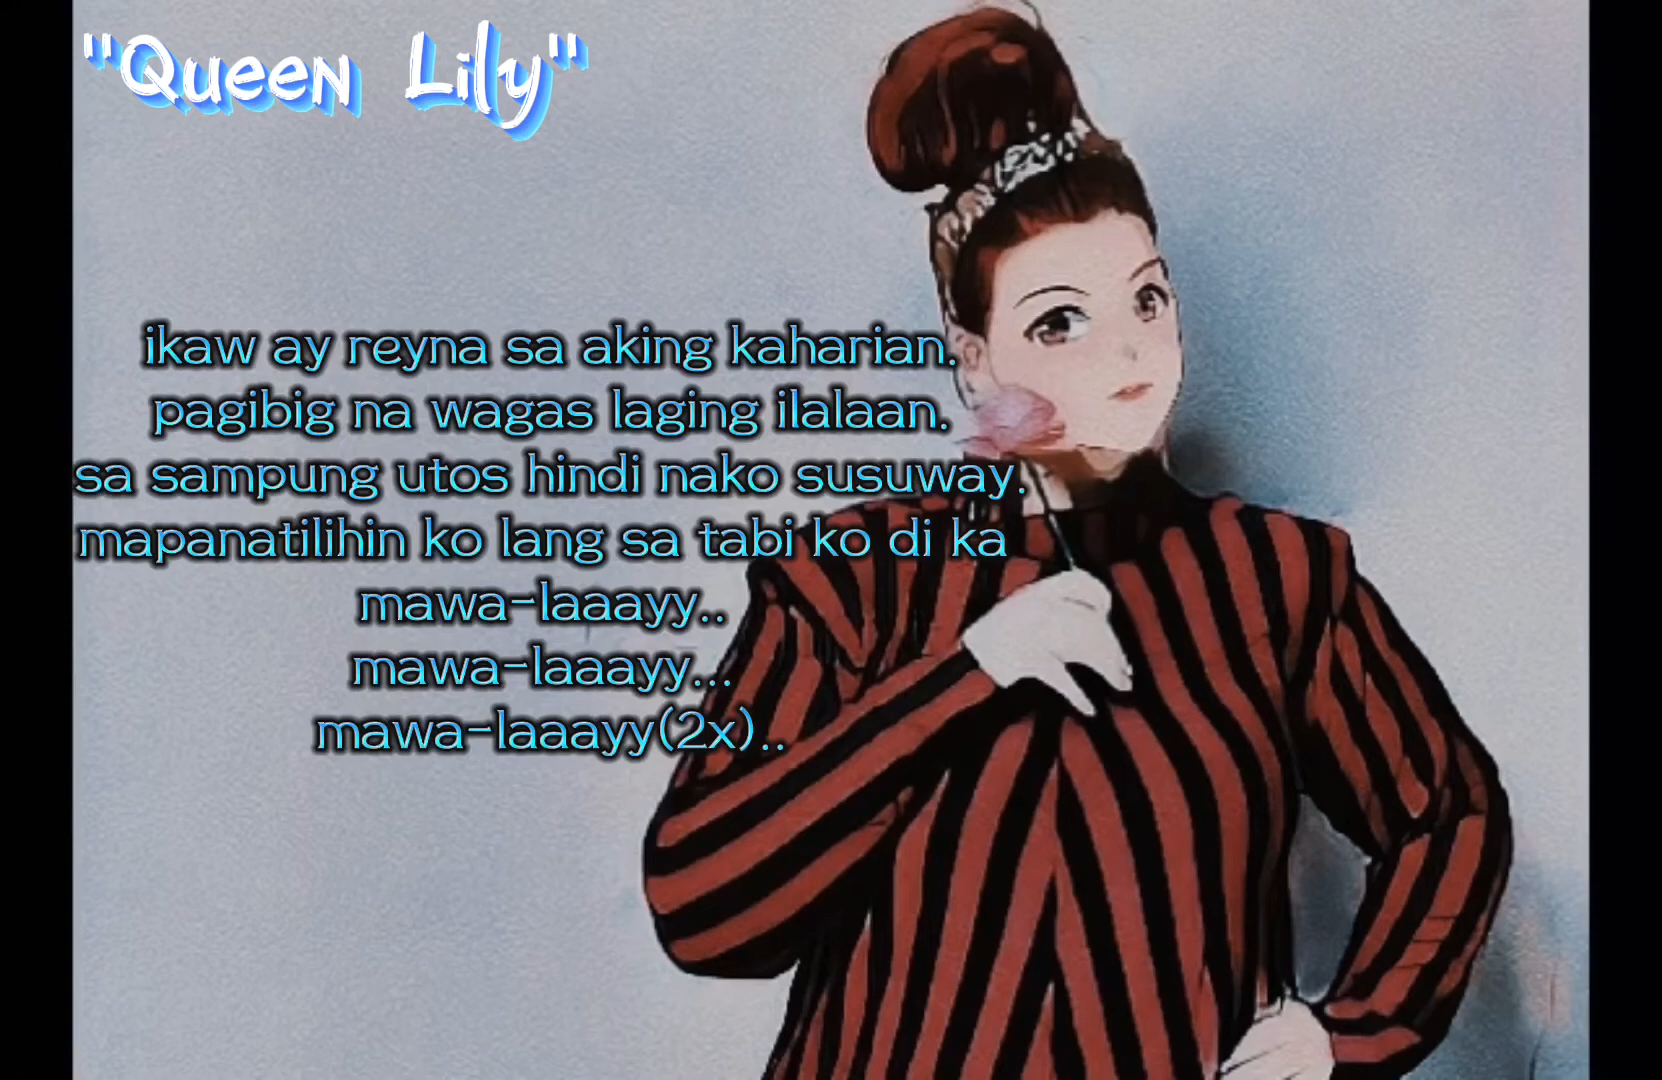 "Queen Lily"
ikaw ay reyna sa aking kaharian.
pagibig na wagas laging ilalaan.
sa sampung utos hindi nako susuway.
mapanatilihin ko lang sa tabi ko di ka
mawa-laaayy..
mawa-laaayy...
mawa-laaayy(2x)..